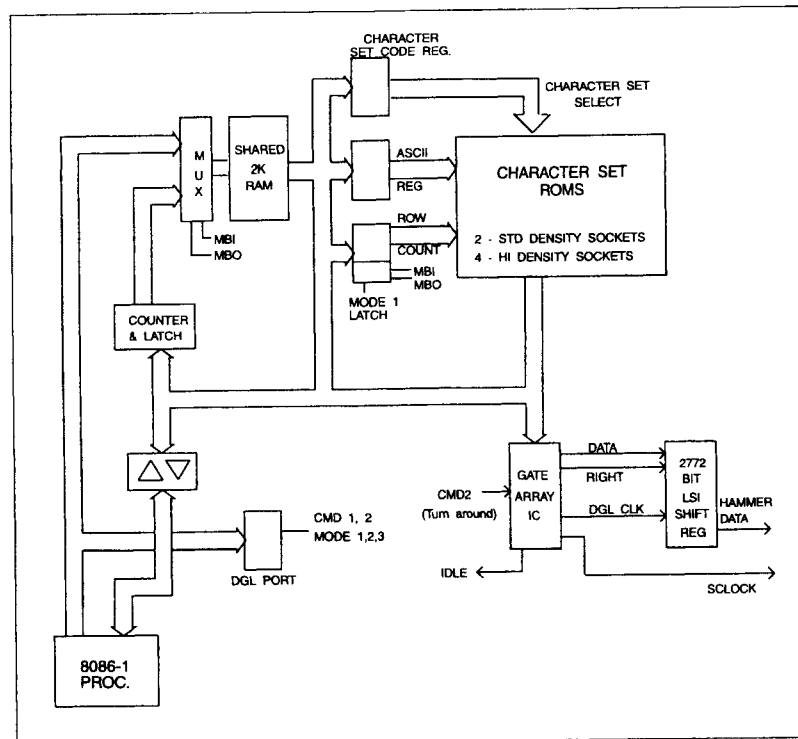 CHARACTER
SET CODE REG.
CHARACTER SET
SELECT
M
U
X
SHARED
2K
RAM
ASCII
REG
CHARACTER SET
ROMS
2 - STD DENSITY SOCKETS
4 - HI DENSITY SOCKETS
ROW
COUNT
MBI
MBO
MBI
MBO
MODE 1
LATCH
COUNTER
& LATCH
CMD2
(Turn around)
GATE
ARRAY
IC
DATA
RIGHT
DGL CLK
2772
BIT
LSI
SHIFT
REG
HAMMER
DATA
CMD 1, 2
MODE 1,2,3
DGL PORT
IDLE
SCLOCK
8086-1
PROC.